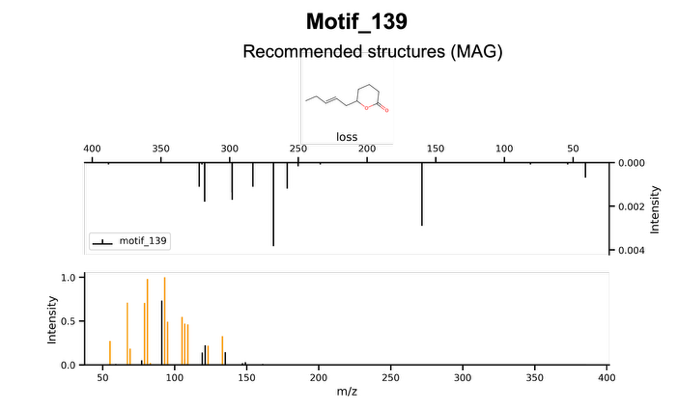 Motif_139
Recommended structures (MAG)
O
O
loss
400 350 300 250 200 150 100 50
0.000
0.002
0.004
Intensity
motif_139
1.0
0.5
0.0
Intensity
50 100 150 200 250 300 350 400
m/z